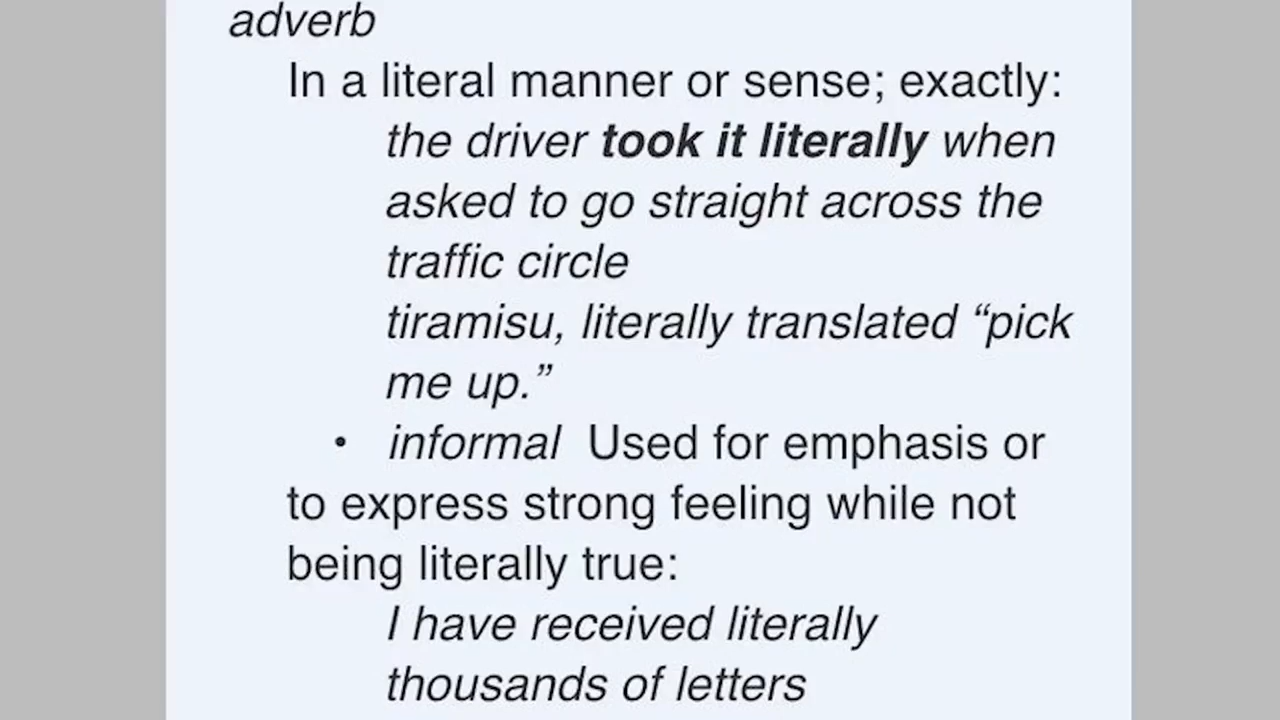 adverb
In a literal manner or sense; exactly:
the driver took it literally when
asked to go straight across the
traffic circle
tiramisu, literally translated “pick
me up.”
• informal Used for emphasis or
to express strong feeling while not
being literally true:
I have received literally
thousands of letters